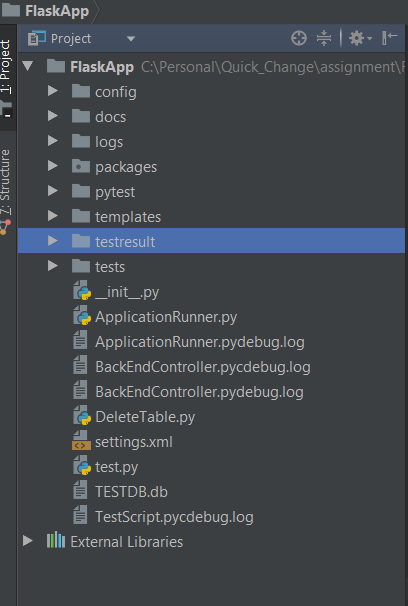 FlaskApp
Project
1: Project
7: Structure
FlaskApp C:\Personal\Quick_Change\assignment\F
config
docs
logs
packages
pytest
templates
testresult
tests
__init__.py
ApplicationRunner.py
ApplicationRunner.pydebug.log
BackEndController.pycdebug.log
BackEndController.pydebug.log
DeleteTable.py
settings.xml
test.py
TESTDB.db
TestScript.pycdebug.log
External Libraries